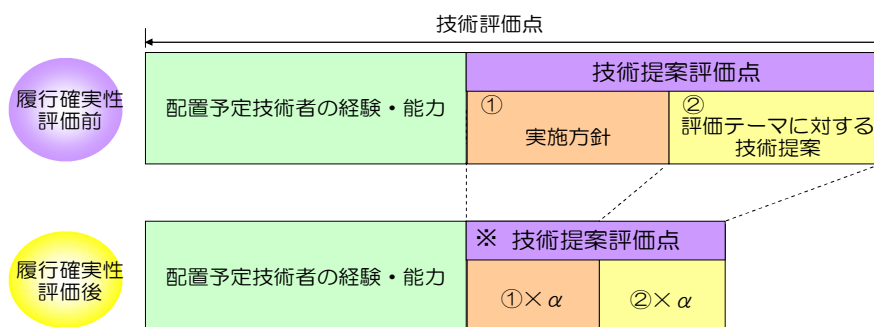 技術評価点
履行確実性
評価前
配置予定技術者の経験・能力
技術提案評価点
①
実施方針
②
評価テーマに対する
技術提案
履行確実性
評価後
配置予定技術者の経験・能力
※ 技術提案評価点
①×α
②×α